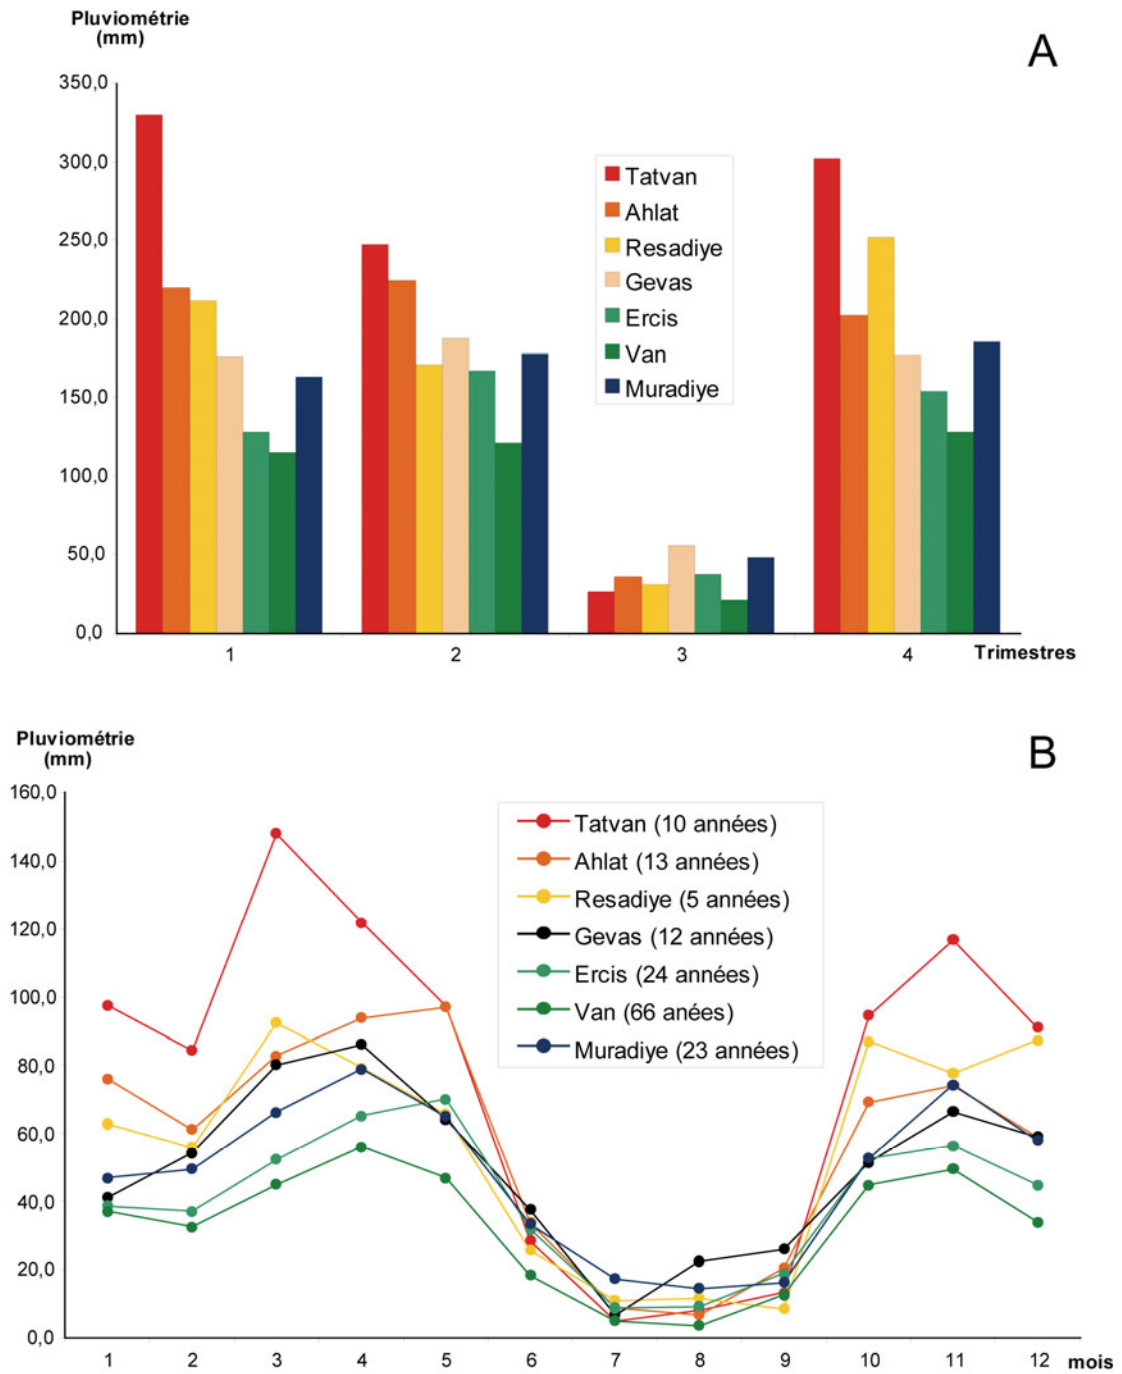 Pluviométrie
(mm)
A
350,0
300,0
250,0
200,0
150,0
100,0
50,0
0,0
Tatvan
Ahlat
Resadiye
Gevas
Ercis
Van
Muradiye
1 2 3 4 Trimestres
Pluviométrie
(mm)
B
160,0
140,0
120,0
100,0
80,0
60,0
40,0
20,0
0,0
Tatvan (10 années)
Ahlat (13 années)
Resadiye (5 années)
Gevas (12 années)
Ercis (24 années)
Van (66 anées)
Muradiye (23 années)
1 2 3 4 5 6 7 8 9 10 11 12 mois